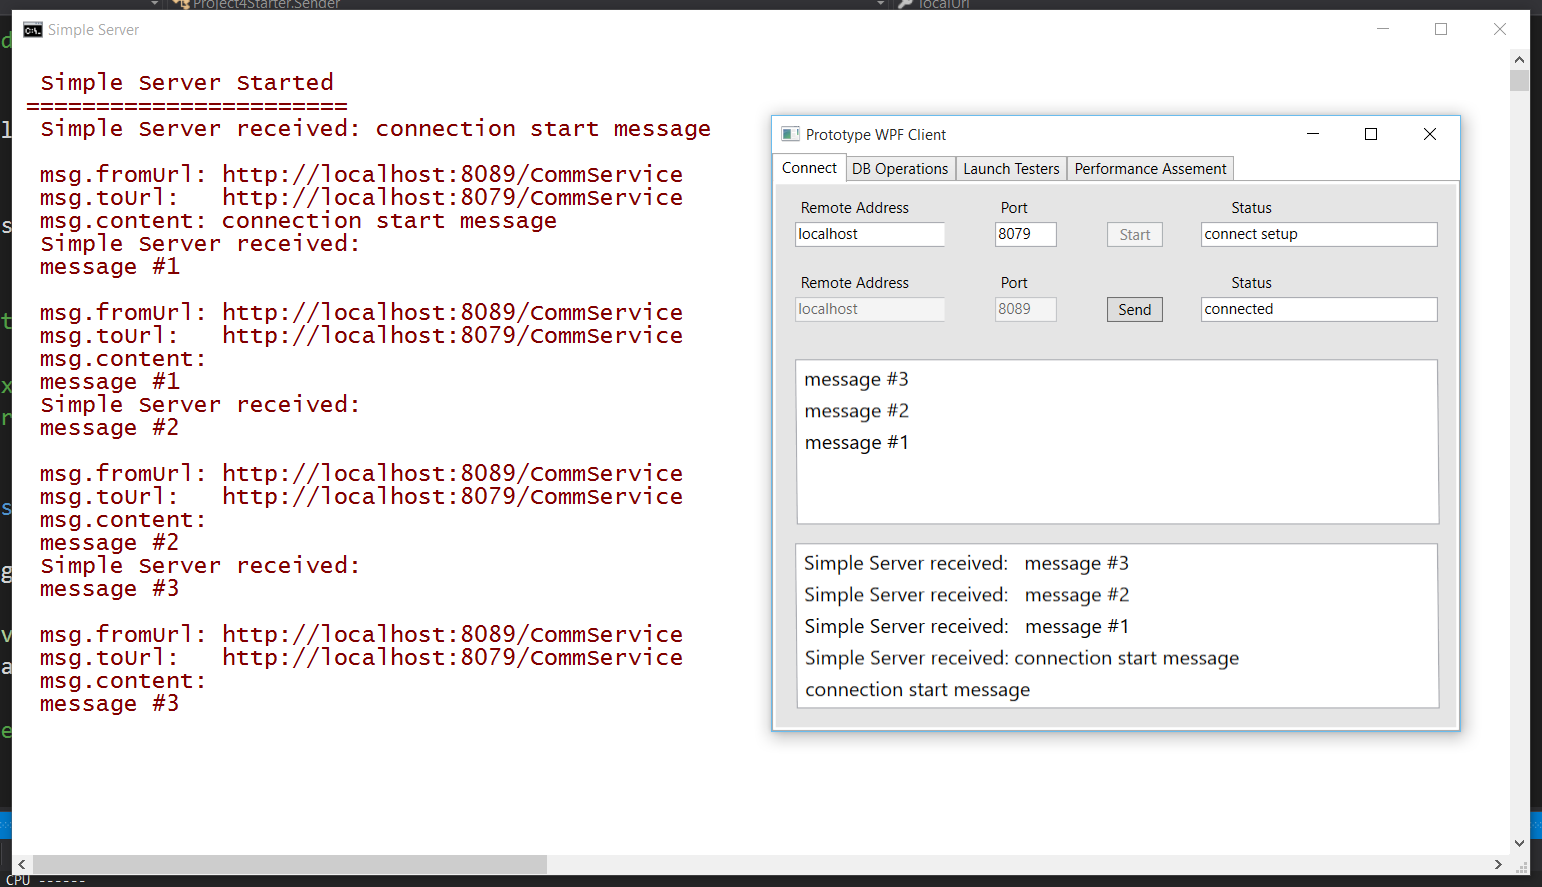 Project4Starter.Sender localUrl
Simple Server
Simple Server Started
=======================
Simple Server received: connection start message
msg.fromUrl: http://localhost:8089/CommService
msg.toUrl: http://localhost:8079/CommService
msg.content: connection start message
Simple Server received:
message #1
msg.fromUrl: http://localhost:8089/CommService
msg.toUrl: http://localhost:8079/CommService
msg.content:
message #1
Simple Server received:
message #2
msg.fromUrl: http://localhost:8089/CommService
msg.toUrl: http://localhost:8079/CommService
msg.content:
message #2
Simple Server received:
message #3
msg.fromUrl: http://localhost:8089/CommService
msg.toUrl: http://localhost:8079/CommService
msg.content:
message #3
Prototype WPF Client
Connect DB Operations Launch Testers Performance Assement
Remote Address Port Status
localhost 8079 Start connect setup
Remote Address Port Status
localhost 8089 Send connected
message #3
message #2
message #1
Simple Server received: message #3
Simple Server received: message #2
Simple Server received: message #1
Simple Server received: connection start message
connection start message
CPU ------